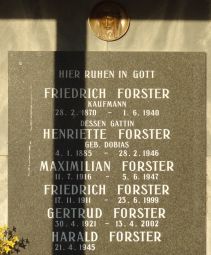 HIER RUHEN IN GOTT
FRIEDRICH FORSTER
KAUFMANN
28. 2. 1870 - 1. 6. 1940
DESSEN GATTIN
HENRIETTE FORSTER
GEB. DOBIAS
4. 1. 1885 - 28. 2. 1946
MAXIMILIAN FORSTER
11. 7. 1916 - 5. 6. 1947
FRIEDRICH FORSTER
17. 11. 1911 - 23. 6. 1999
GERTRUD FORSTER
30. 4. 1921 - 13. 4. 2002
HARALD FORSTER
21. 4. 1945